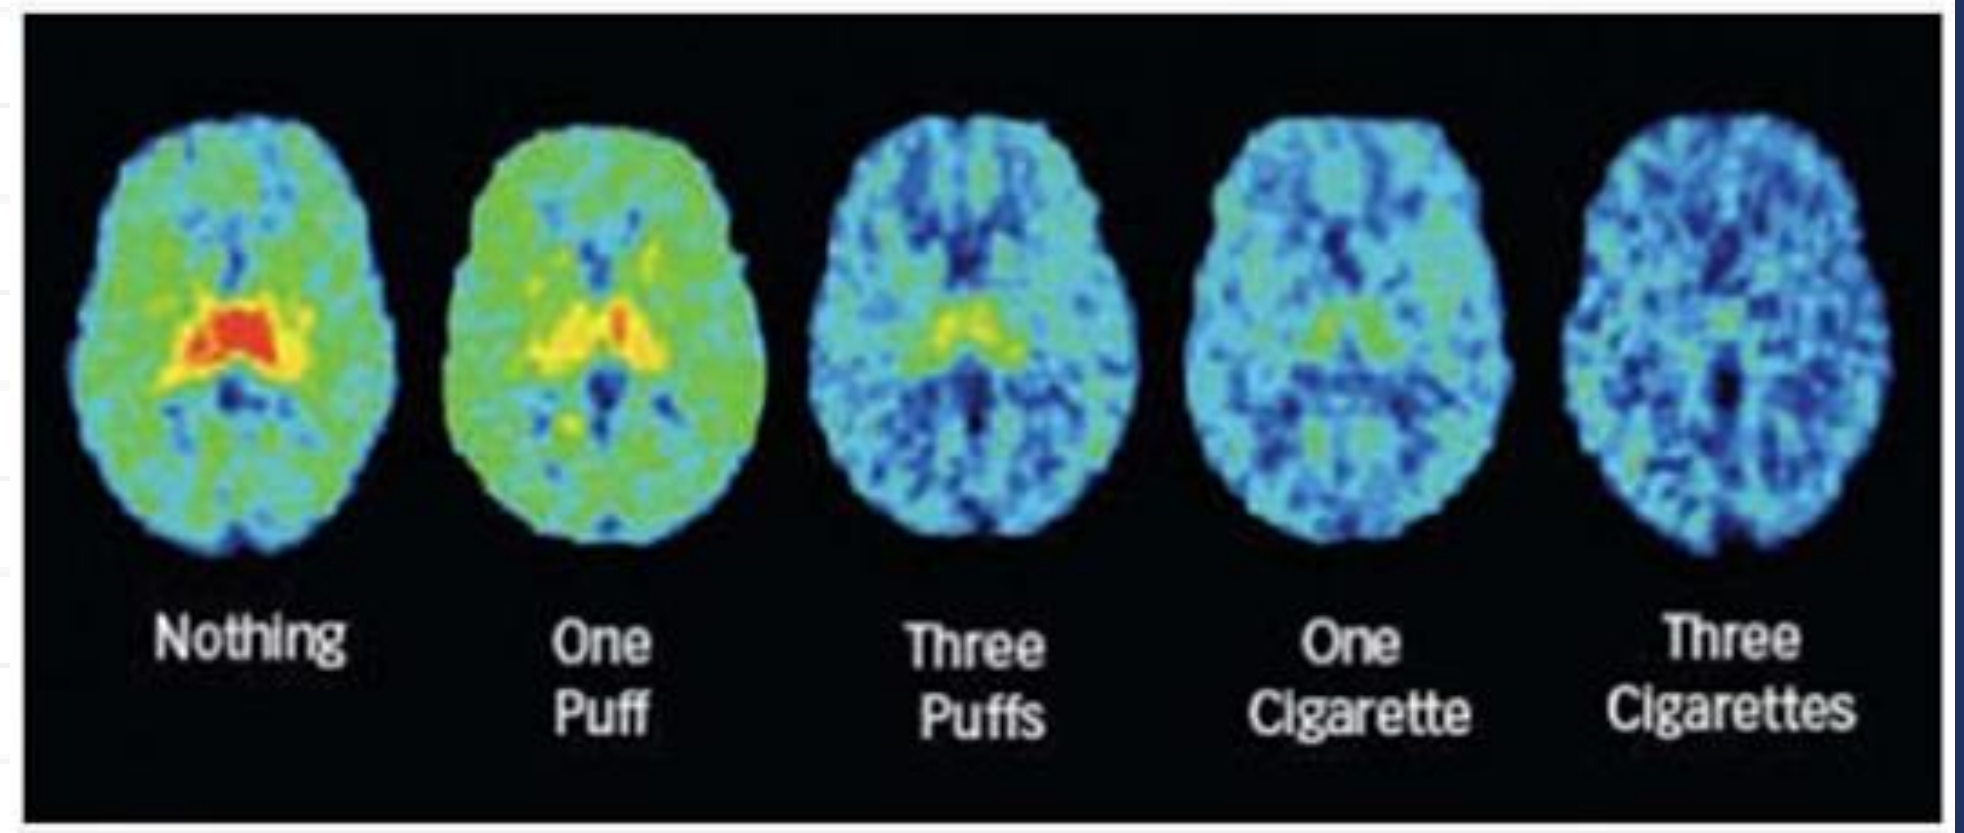 Nothing
One
Puff
Three
Puffs
One
Cigarette
Three
Cigarettes